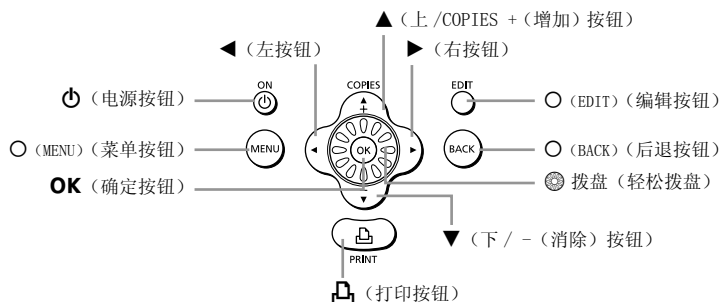 ▲（上 /COPIES +（增加）按钮）
◀（左按钮）
▶（右按钮）
ON
COPIES
EDIT
（电源按钮）
（EDIT）（编辑按钮）
（MENU）（菜单按钮）
MENU
OK
BACK
（BACK）（后退按钮）
OK（确定按钮）
拨盘（轻松拨盘）
▼（下 / -（消除）按钮）
PRINT
（打印按钮）